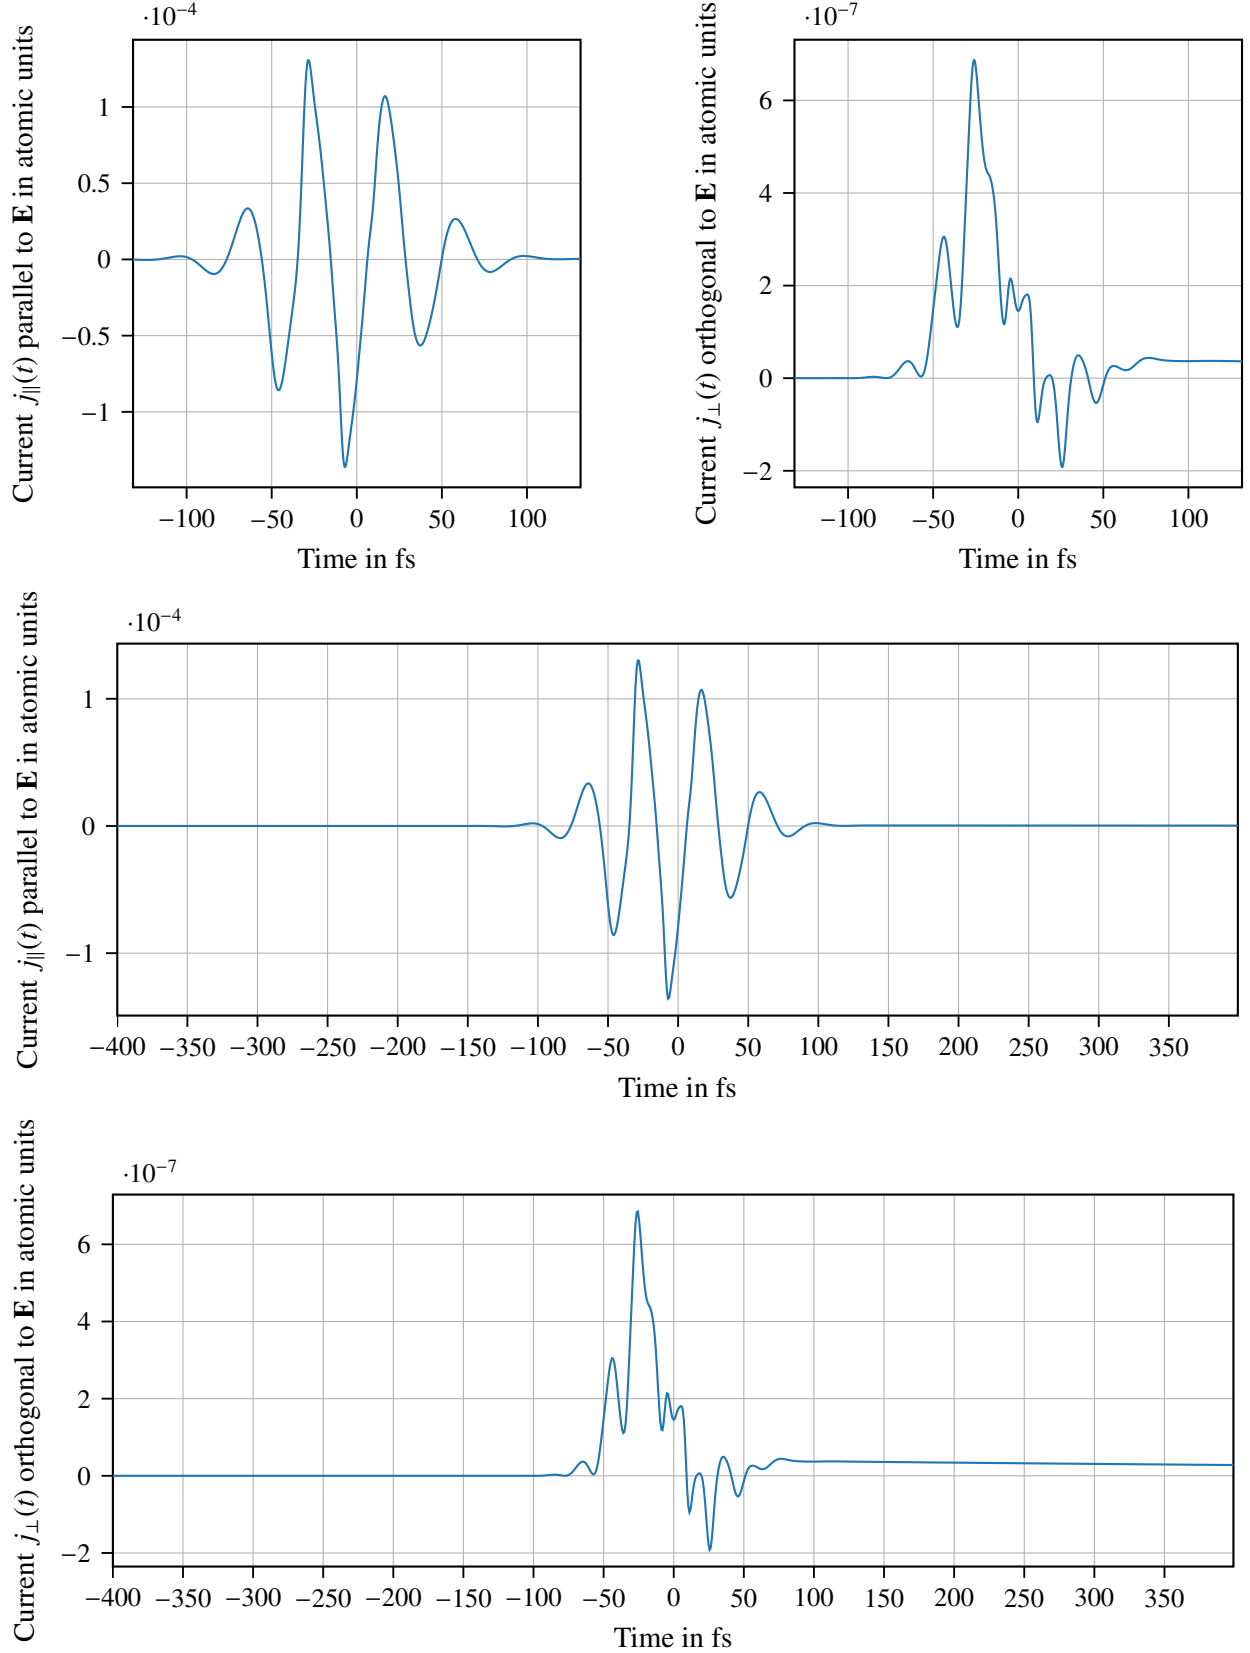 ·10⁻⁴
Current j∥(t) parallel to E in atomic units
1
0.5
0
−0.5
−1
−100 −50 0 50 100
Time in fs
·10⁻⁷
Current j⊥(t) orthogonal to E in atomic units
6
4
2
0
−2
−100 −50 0 50 100
Time in fs
·10⁻⁴
Current j∥(t) parallel to E in atomic units
1
0
−1
−400 −350 −300 −250 −200 −150 −100 −50 0 50 100 150 200 250 300 350
Time in fs
·10⁻⁷
Current j⊥(t) orthogonal to E in atomic units
6
4
2
0
−2
−400 −350 −300 −250 −200 −150 −100 −50 0 50 100 150 200 250 300 350
Time in fs